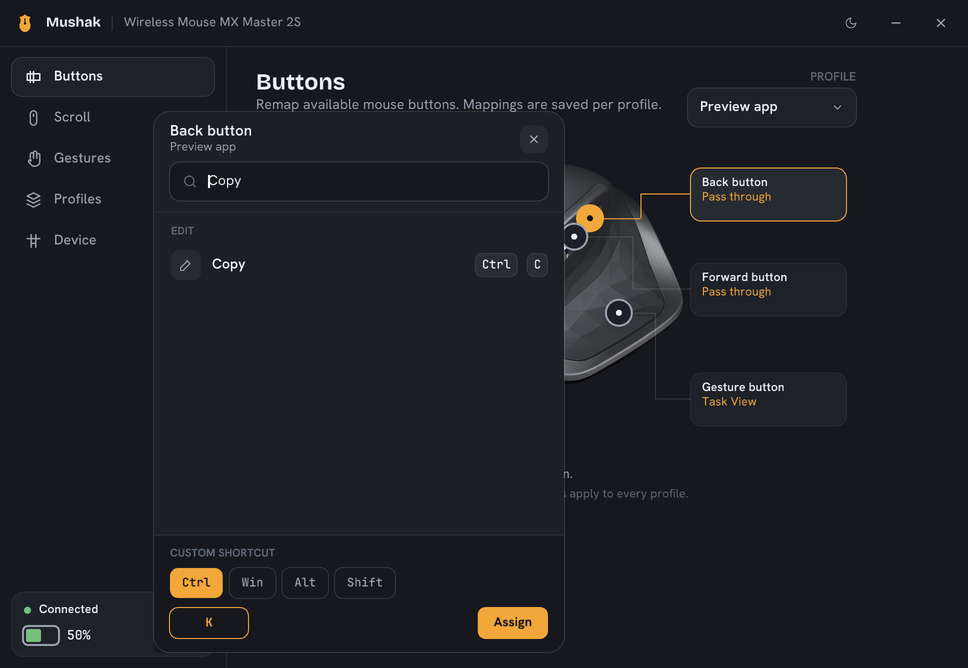 Mushak | Wireless Mouse MX Master 2S
Buttons
Scroll
Gestures
Profiles
Device
Connected
50%
Buttons
Remap available mouse buttons. Mappings are saved per profile.
PROFILE
Preview app
Back button
Preview app
Copy
EDIT
Copy Ctrl C
CUSTOM SHORTCUT
Ctrl Win Alt Shift
K Assign
Back button
Pass through
Forward button
Pass through
Gesture button
Task View
n.
apply to every profile.